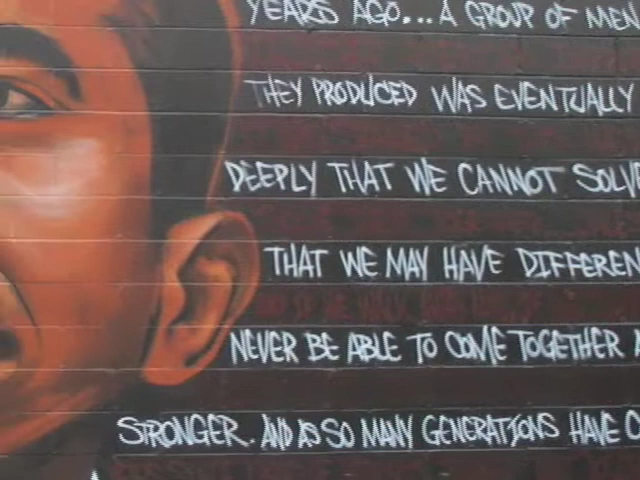 YEARS AGO... A GROUP OF MEN
THEY PRODUCED WAS EVENTUALLY
DEEPLY THAT WE CANNOT SOLVE
THAT WE MAY HAVE DIFFEREN
NEVER BE ABLE TO COME TOGETHER A
STRONGER. AND AS SO MANY GENERATIONS HAVE C